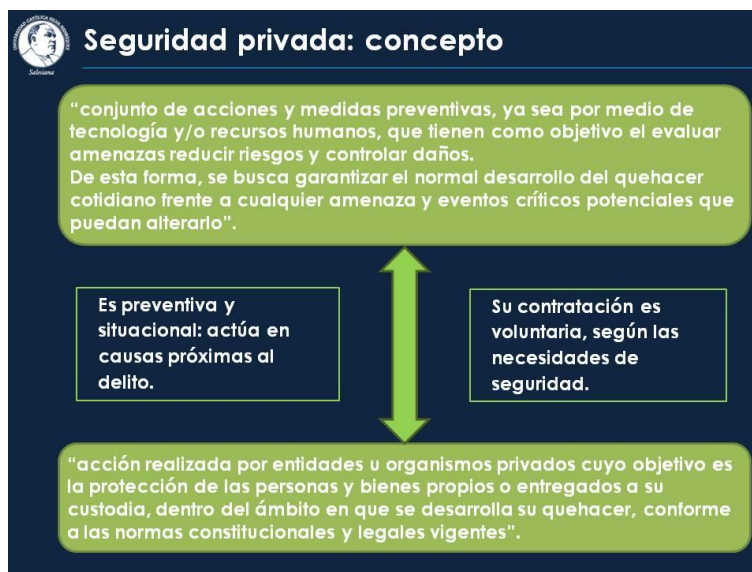 UNIVERSIDAD CATÓLICA SILVA HENRÍQUEZ
Salesiana
Seguridad privada: concepto
“conjunto de acciones y medidas preventivas, ya sea por medio de
tecnología y/o recursos humanos, que tienen como objetivo el evaluar
amenazas reducir riesgos y controlar daños.
De esta forma, se busca garantizar el normal desarrollo del quehacer
cotidiano frente a cualquier amenaza y eventos críticos potenciales que
puedan alterarlo”.
Es preventiva y
situacional: actúa en
causas próximas al
delito.
Su contratación es
voluntaria, según las
necesidades de
seguridad.
“acción realizada por entidades u organismos privados cuyo objetivo es
la protección de las personas y bienes propios o entregados a su
custodia, dentro del ámbito en que se desarrolla su quehacer, conforme
a las normas constitucionales y legales vigentes”.